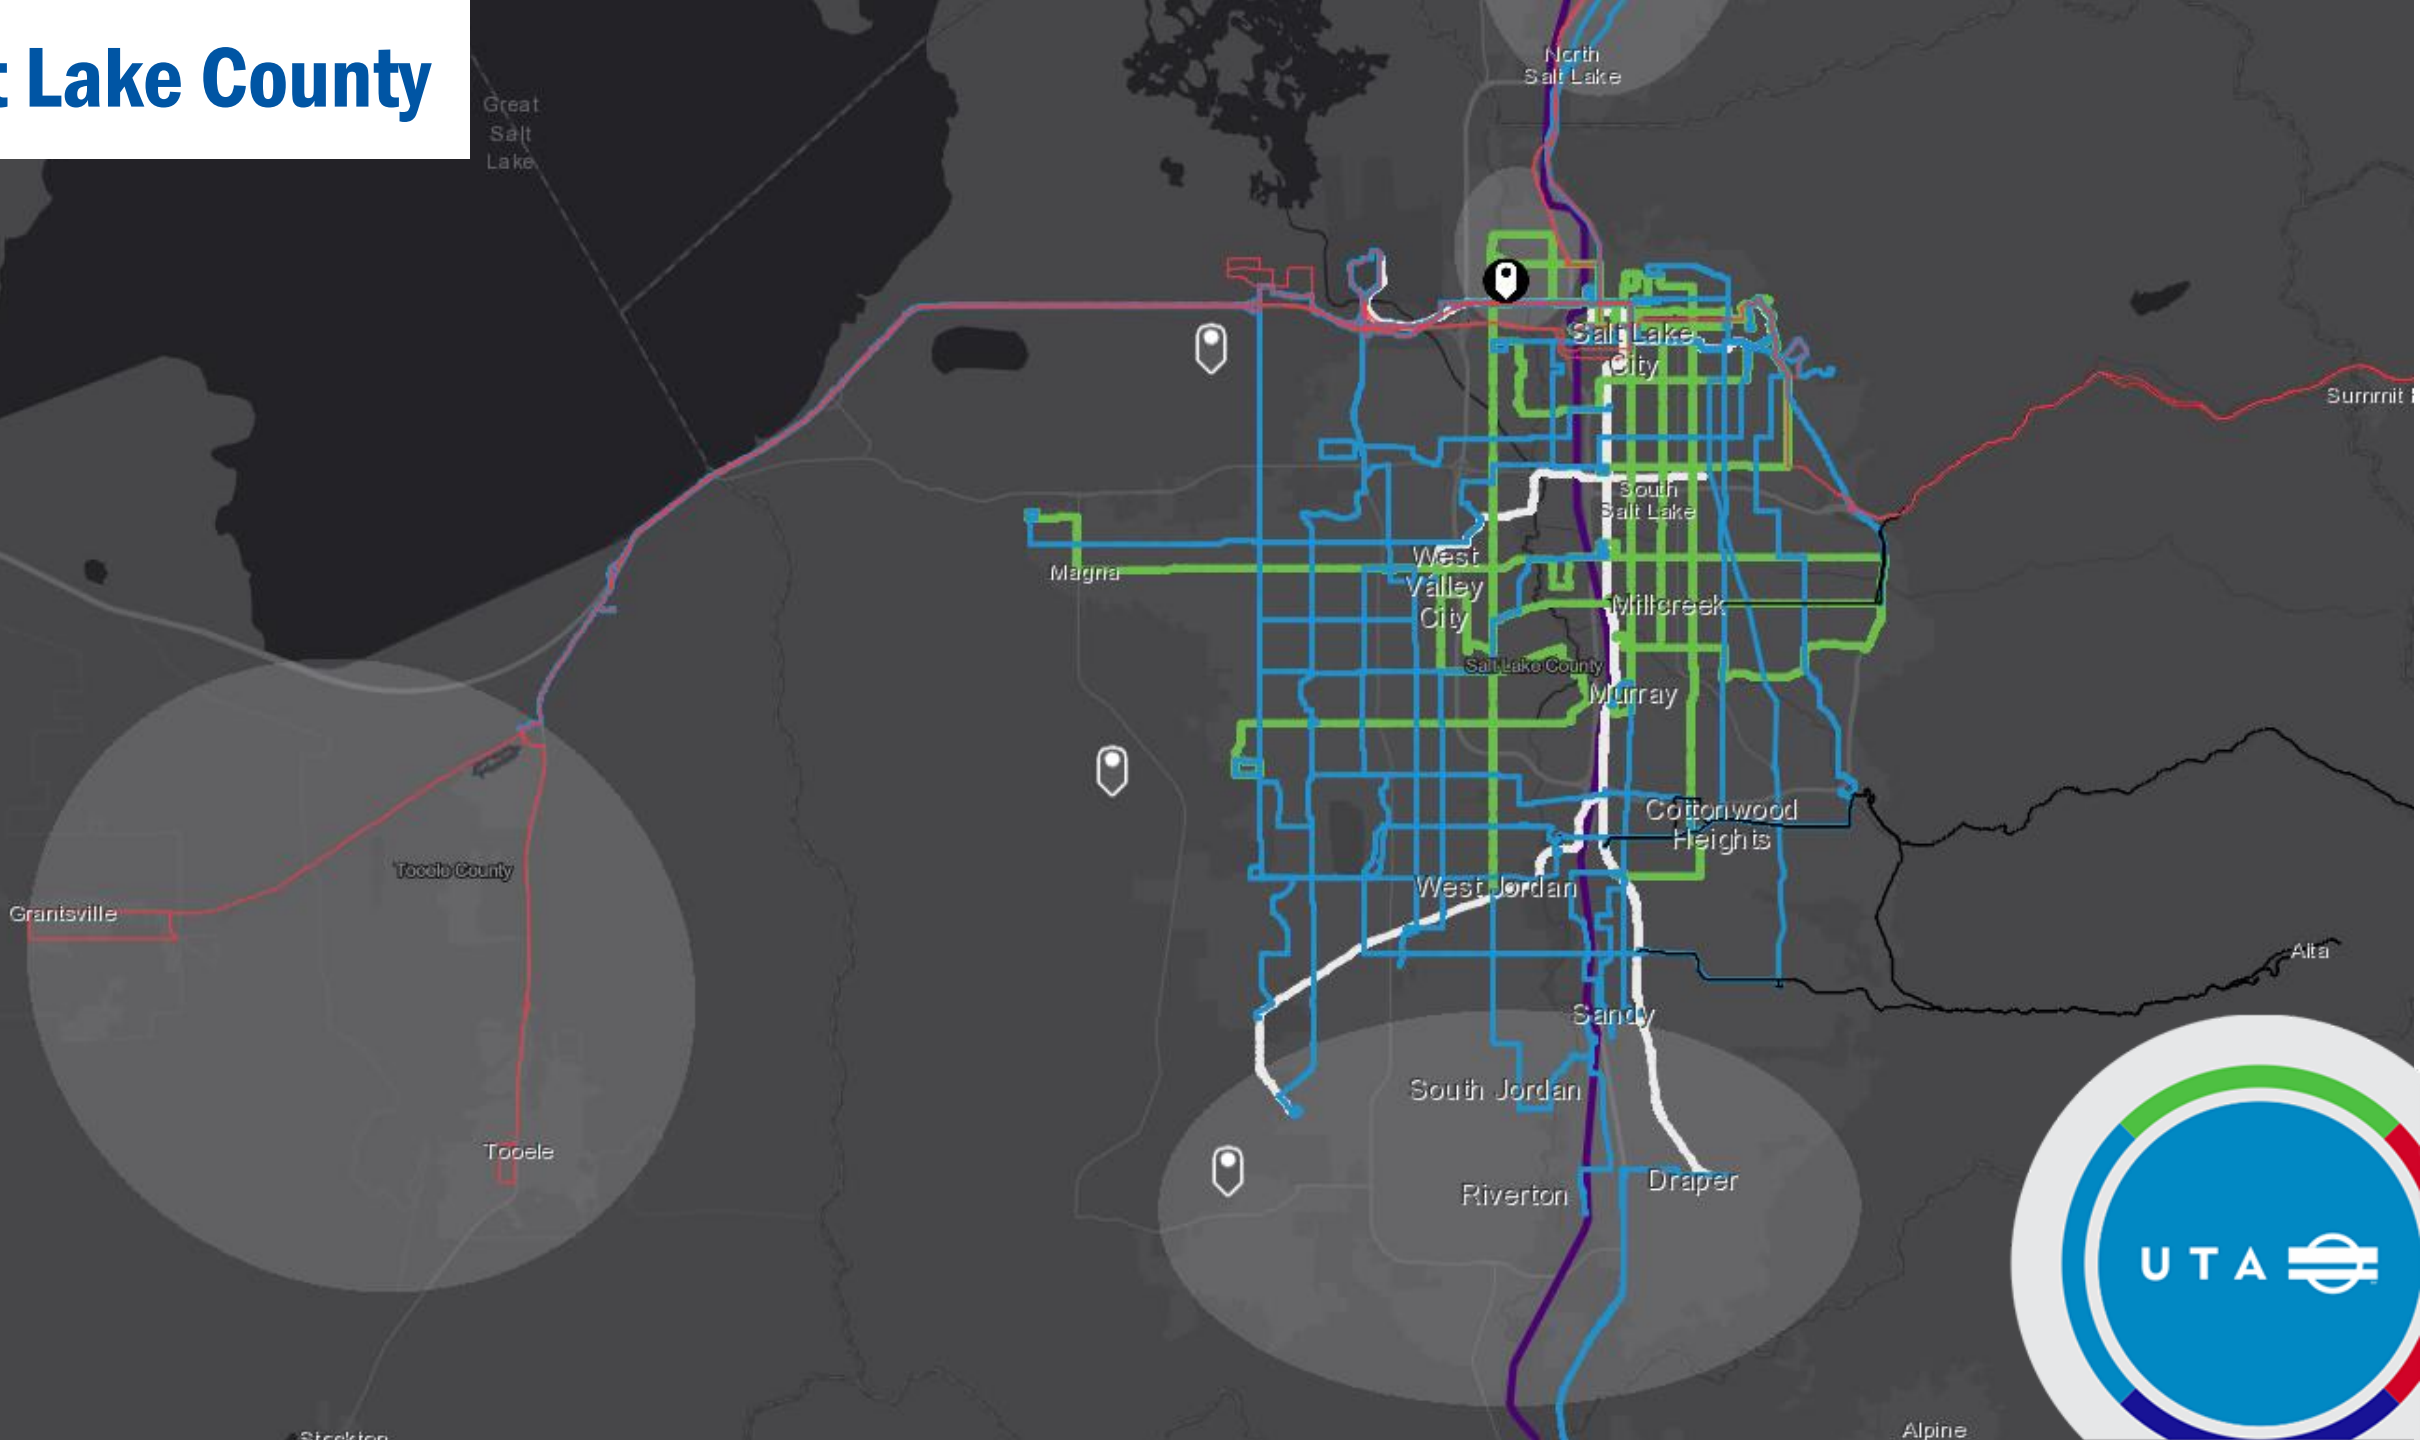 t Lake County
Great
Salt
Lake
North
Salt Lake
Salt Lake
City
Summit
South
Salt Lake
West
Valley
City
Magna
Millcreek
Salt Lake County
Murray
Cottonwood
Heights
Tooele County
West Jordan
Grantsville
Alta
Sandy
South Jordan
Tooele
Draper
Riverton
UTA
Alpine
Stockton